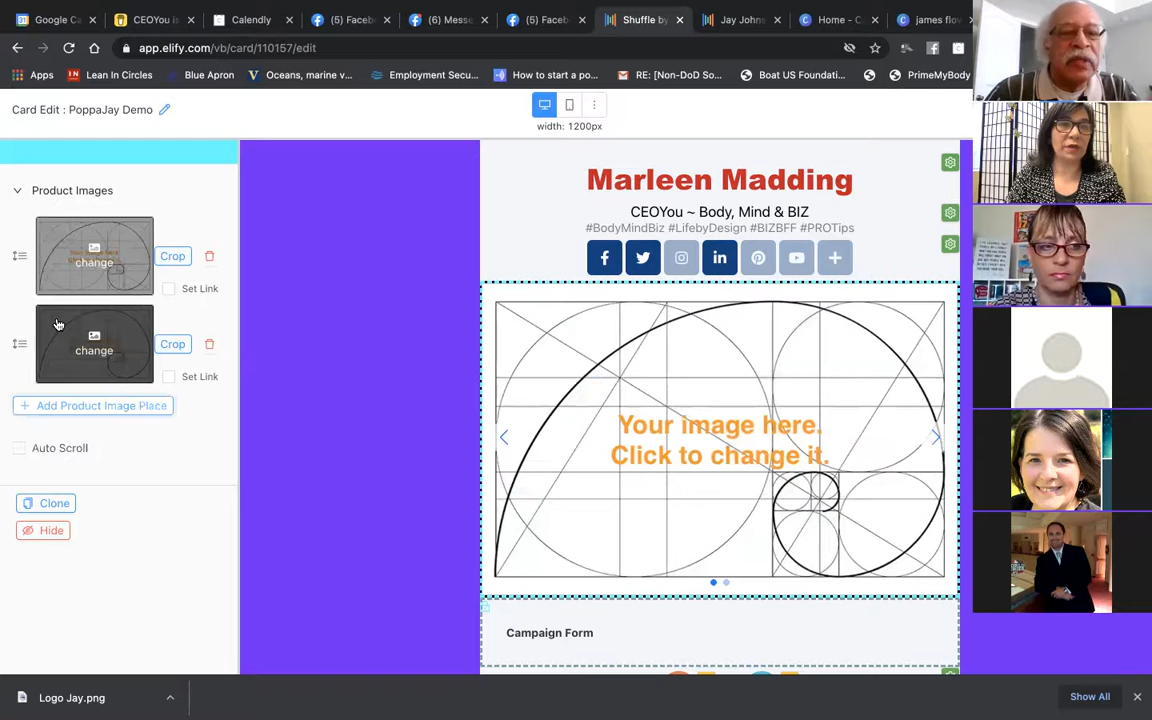 Google Ca
CEOYou is
Calendly
(5) Faceb
(6) Messe
(5) Faceb
Shuffle by
Jay Johns
Home - C
james flov
app.elify.com/vb/card/110157/edit
Apps
Lean In Circles
Blue Apron
Oceans, marine v...
Employment Secu...
How to start a po...
RE: [Non-DoD So...
Boat US Foundati...
PrimeMyBody
Card Edit : PoppaJay Demo
width: 1200px
Product Images
change
Crop
Set Link
change
Crop
Set Link
+ Add Product Image Place
Auto Scroll
Clone
Hide
Marleen Madding
CEOYou ~ Body, Mind & BIZ
#BodyMindBiz #LifebyDesign #BIZBFF #PROTips
Your image here.
Click to change it.
Campaign Form
Logo Jay.png
Show All